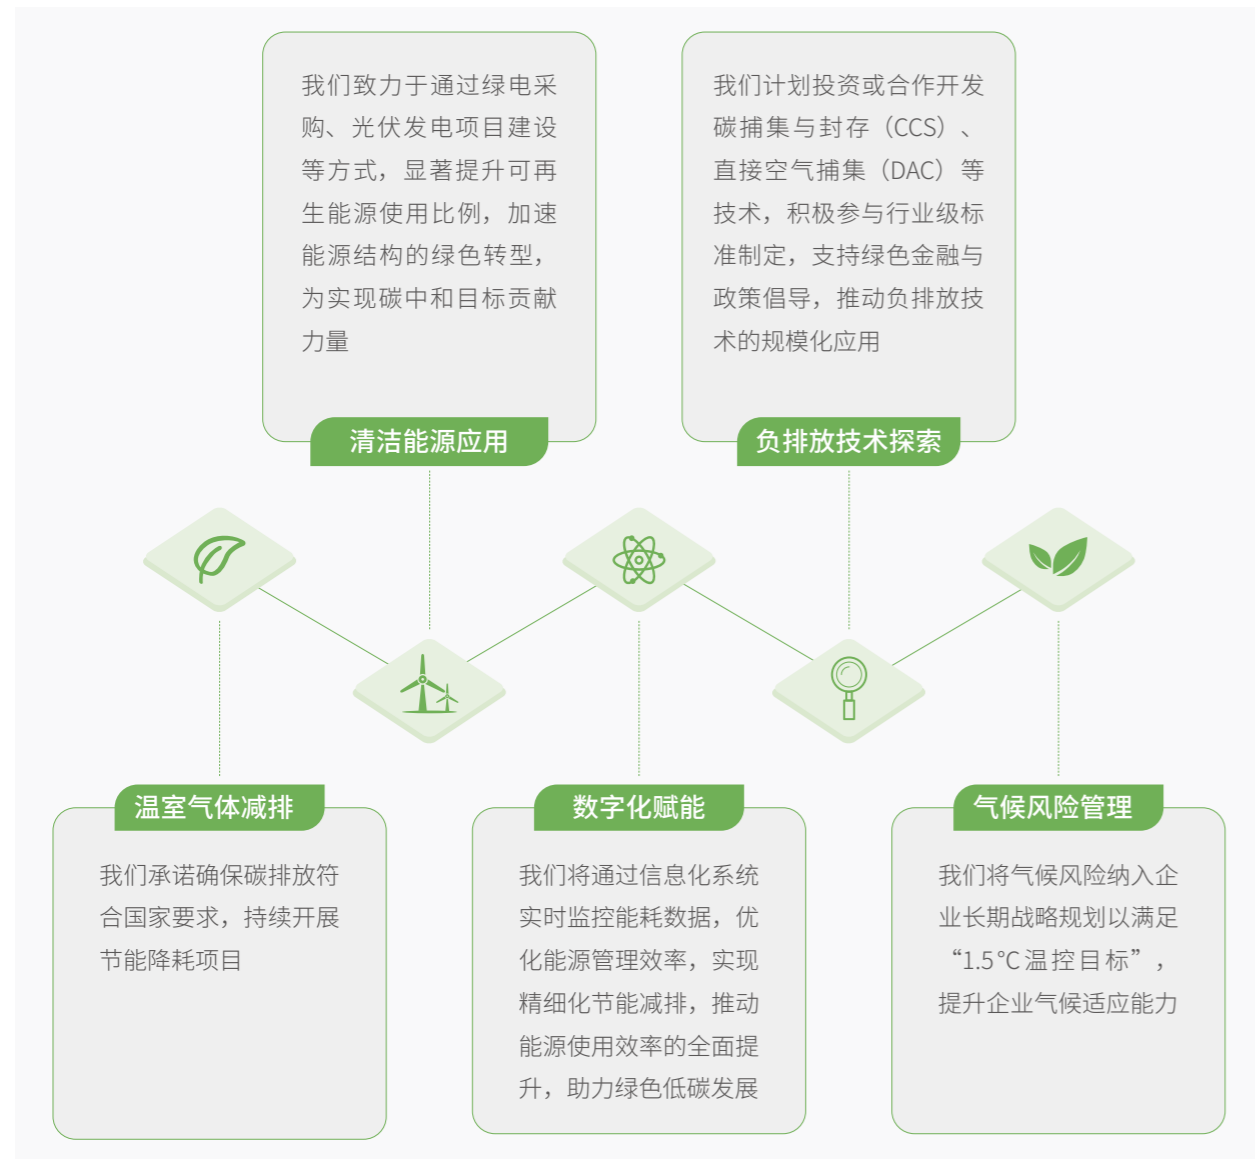 我们致力于通过绿电采
购、光伏发电项目建设
等方式，显著提升可再
生能源使用比例，加速
能源结构的绿色转型，
为实现碳中和目标贡献
力量
清洁能源应用
我们计划投资或合作开发
碳捕集与封存（CCS）、
直接空气捕集（DAC）等
技术，积极参与行业级标
准制定，支持绿色金融与
政策倡导，推动负排放技
术的规模化应用
负排放技术探索
温室气体减排
我们承诺确保碳排放符
合国家要求，持续开展
节能降耗项目
数字化赋能
我们将通过信息化系统
实时监控能耗数据，优
化能源管理效率，实现
精细化节能减排，推动
能源使用效率的全面提
升，助力绿色低碳发展
气候风险管理
我们将气候风险纳入企
业长期战略规划以满足
“1.5℃温控目标”，
提升企业气候适应能力